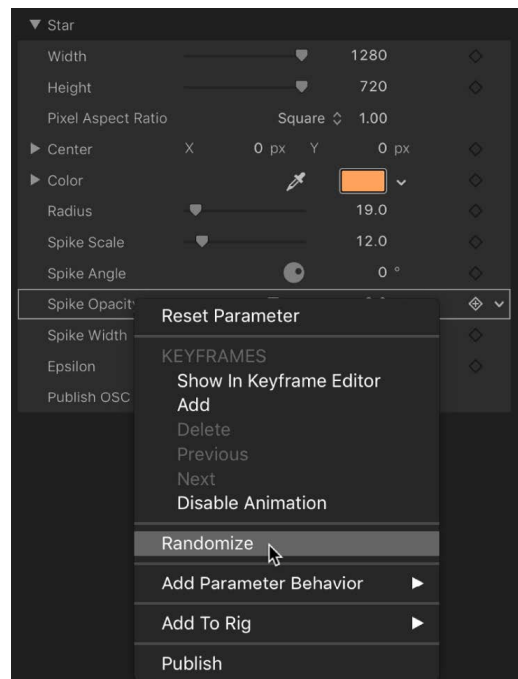 Star
Width 1280
Height 720
Pixel Aspect Ratio Square 1.00
Center X 0 px Y 0 px
Color
Radius 19.0
Spike Scale 12.0
Spike Angle 0 °
Spike
Reset Parameter
Spike Width
Epsilon
KEYFRAMES
Show In Keyframe Editor
Add
Publish OSC
Delete
Previous
Next
Disable Animation
Randomize
Add Parameter Behavior
Add To Rig
Publish